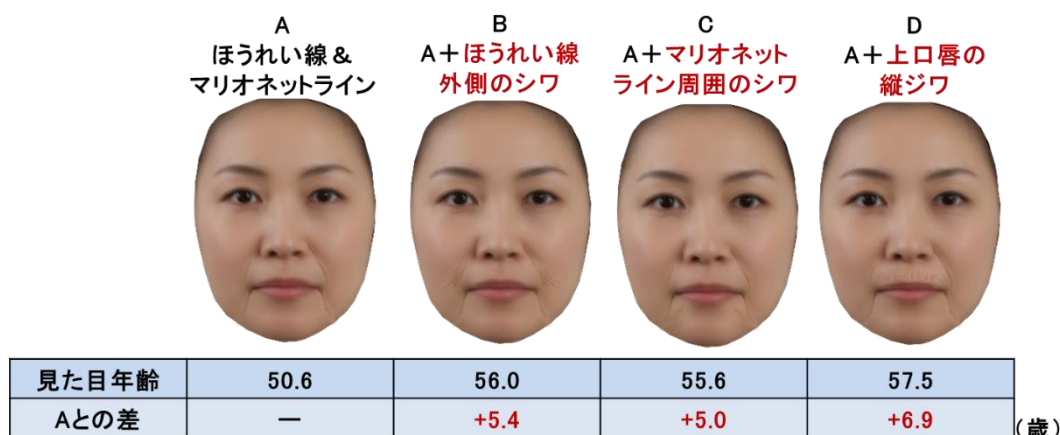 A
ほうれい線&
マリオネットライン
B
A+ほうれい線
外側のシワ
C
A+マリオネット
ライン周囲のシワ
D
A+上口唇の
縦ジワ
見た目年齢 50.6 56.0 55.6 57.5
Aとの差 ― +5.4 +5.0 +6.9
(歳)